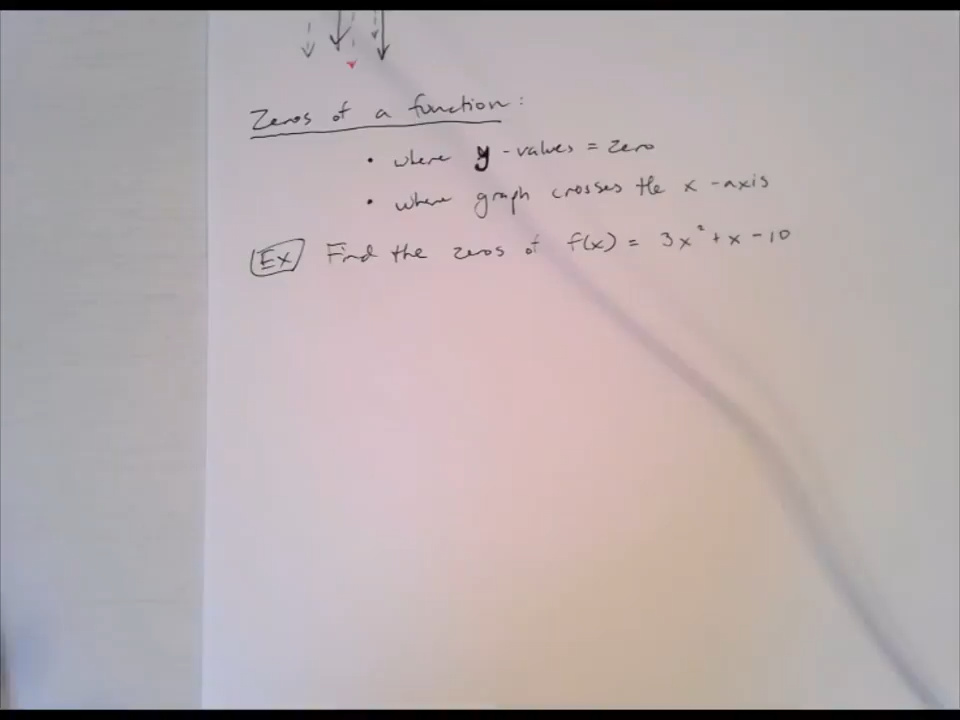 Zeros of a function:
• where y-values = zero
• where graph crosses the x-axis
Ex Find the zeros of f(x) = 3x² + x - 10